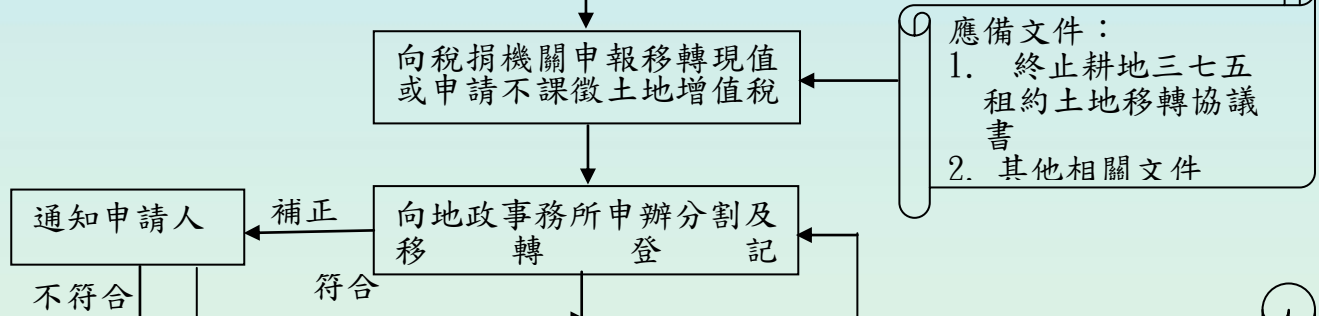 向稅捐機關申報移轉現值
或申請不課徵土地增值稅
應備文件：
1. 終止耕地三七五
租約土地移轉協議
書
2. 其他相關文件
通知申請人
補正
向地政事務所申辦分割及
移轉登記
不符合
符合